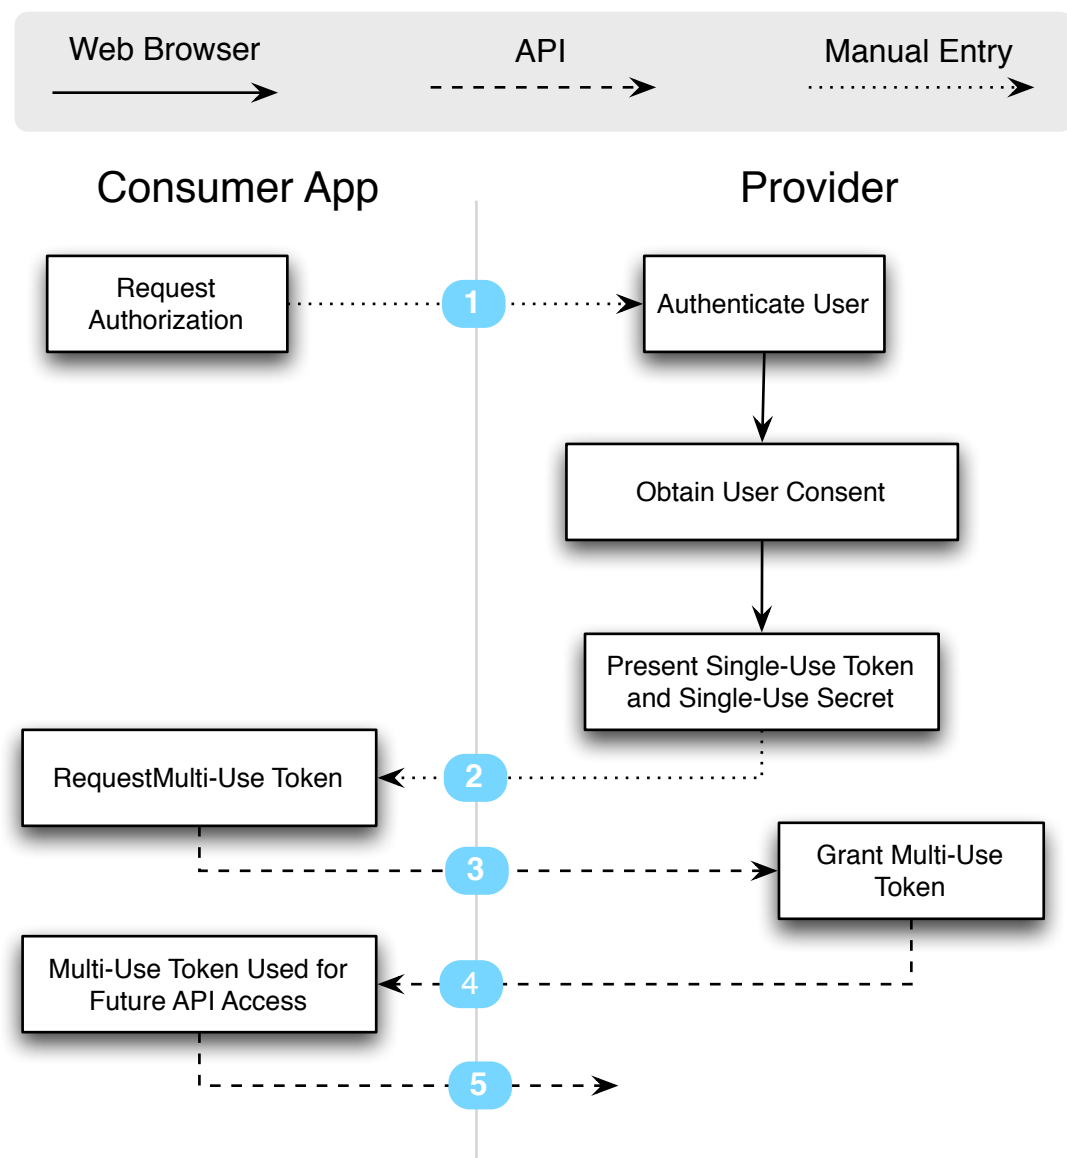 Web Browser
API
Manual Entry
Consumer App
Provider
Request
Authorization
1
Authenticate User
Obtain User Consent
Present Single-Use Token
and Single-Use Secret
RequestMulti-Use Token
2
3
Grant Multi-Use
Token
Multi-Use Token Used for
Future API Access
4
5